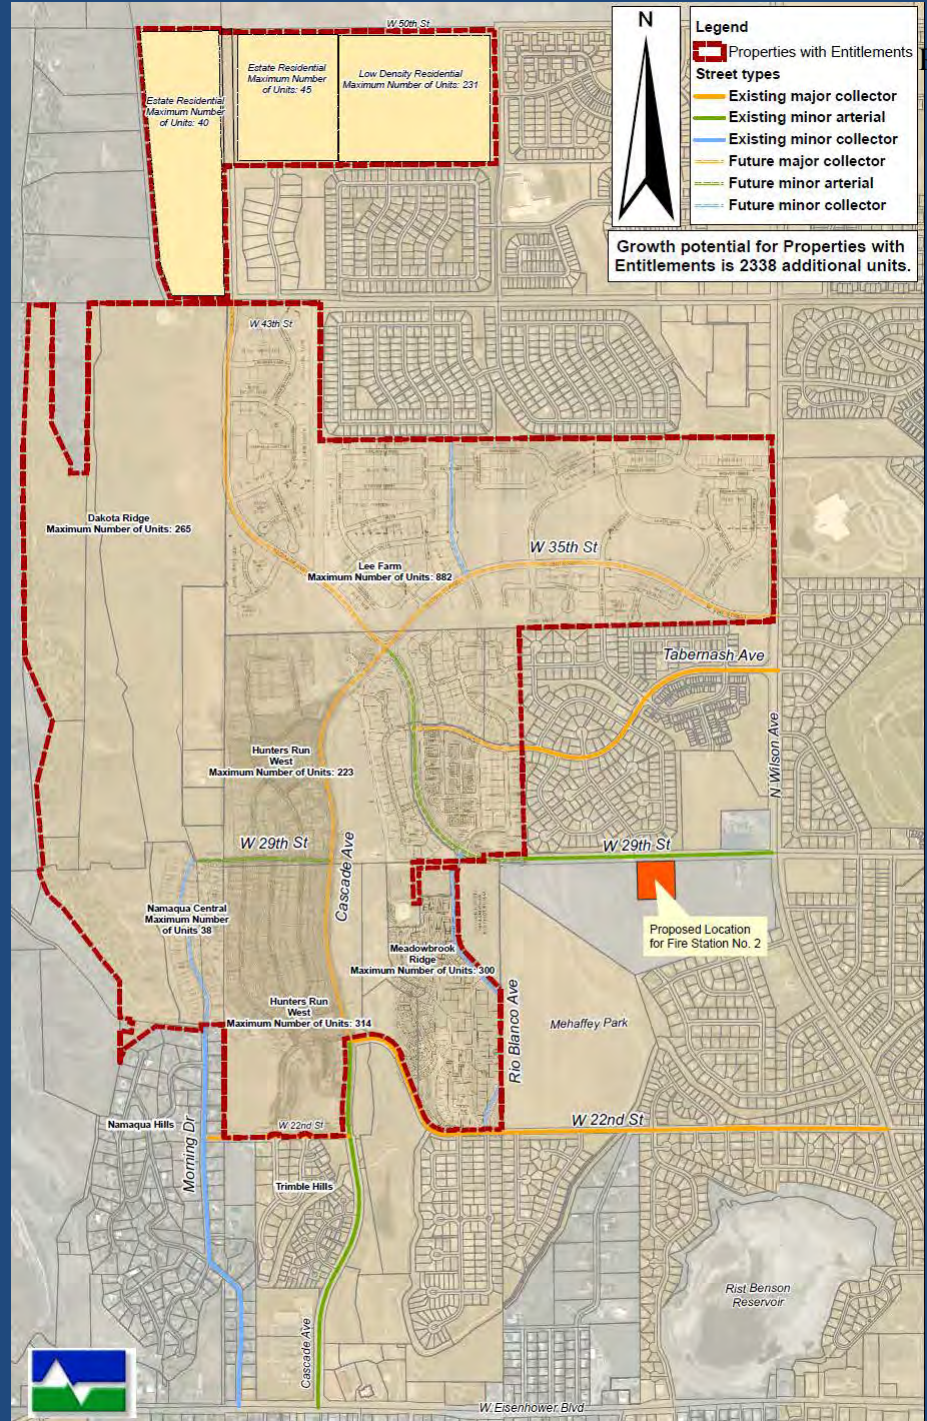 W 50th St
N
Legend
Properties with Entitlements
Street types
Existing major collector
Existing minor arterial
Existing minor collector
Future major collector
Future minor arterial
Future minor collector
Growth potential for Properties with
Entitlements is 2338 additional units.
Estate Residential
Maximum Number
of Units: 40
Estate Residential
Maximum Number
of Units: 45
Low Density Residential
Maximum Number of Units: 231
W 43th St
Dakota Ridge
Maximum Number of Units: 265
Lee Farm
Maximum Number of Units: 882
W 35th St
Tabernash Ave
N Wilson Ave
Hunters Run
West
Maximum Number of Units: 223
W 29th St
Cascade Ave
W 29th St
Proposed Location
for Fire Station No. 2
Namaqua Central
Maximum Number
of Units 38
Meadowbrook
Ridge
Maximum Number of Units: 300
Hunters Run
West
Maximum Number of Units: 314
Rio Blanco Ave
Mehaffey Park
Namaqua Hills
Morning Dr
W 22nd St
W 22nd St
Trimble Hills
Cascade Ave
Rist Benson
Reservoir
W. Eisenhower Blvd